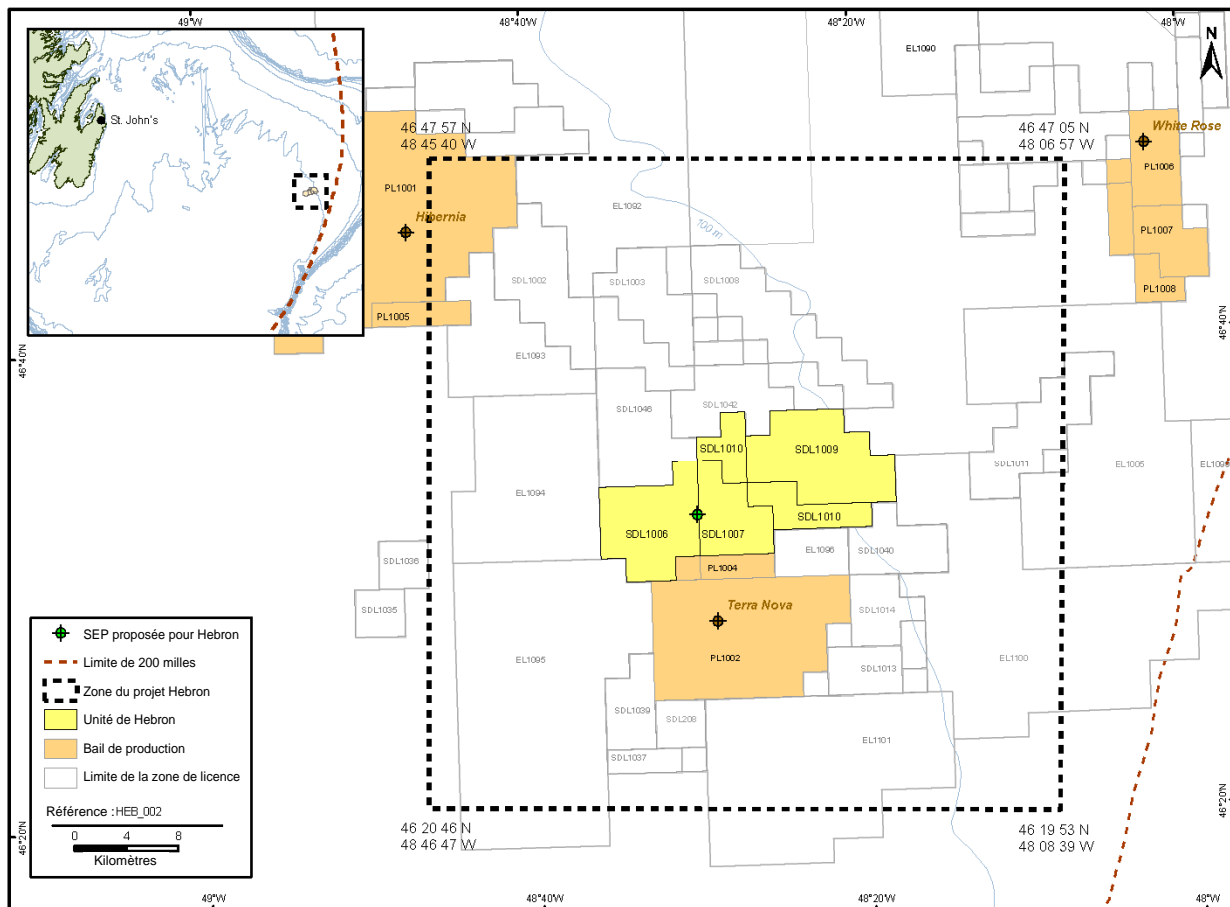 49°W
48°40'W
48°20'W
48°W
N
St. John's
EL1090
46 47 57 N
48 45 40 W
46 47 05 N
48 06 57 W
White Rose
PL1006
PL1001
Hibernia
EL1092
100 m
PL1007
SDL1002
SDL1003
SDL1008
PL1008
PL1005
46°40'N
46°40'N
EL1093
SDL1046
SDL1042
SDL1010
SDL1009
SDL1011
EL1005
EL1094
SDL1010
SDL1006
SDL1007
SDL1036
PL1004
EL1096
SDL1040
SDL1035
Terra Nova
SDL1014
EL1095
PL1002
SDL1013
EL1100
SDL1039
SDL208
EL1101
SDL1037
SEP proposée pour Hebron
Limite de 200 milles
Zone du projet Hebron
Unité de Hebron
Bail de production
Limite de la zone de licence
Référence : HEB_002
0 4 8
Kilomètres
46 20 46 N
48 46 47 W
46 19 53 N
48 08 39 W
46°20'N
46°20'N
49°W
48°40'W
48°20'W
48°W